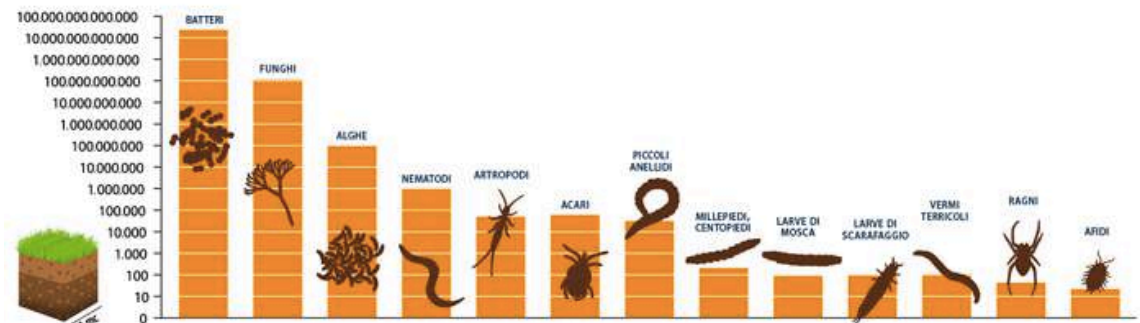 100.000.000.000.000
10.000.000.000.000
1.000.000.000.000
100.000.000.000
10.000.000.000
1.000.000.000
100.000.000
10.000.000
1.000.000
100.000
10.000
1.000
100
10
0
BATTERI
FUNGHI
ALGHE
NEMATODI
ARTROPODI
ACARI
PICCOLI
ANELLIDI
MILLEPIEDI,
CENTOPIEDI
LARVE DI
MOSCA
LARVE DI
SCARAFAGGIO
VERMI
TERRICOLI
RAGNI
AFIDI